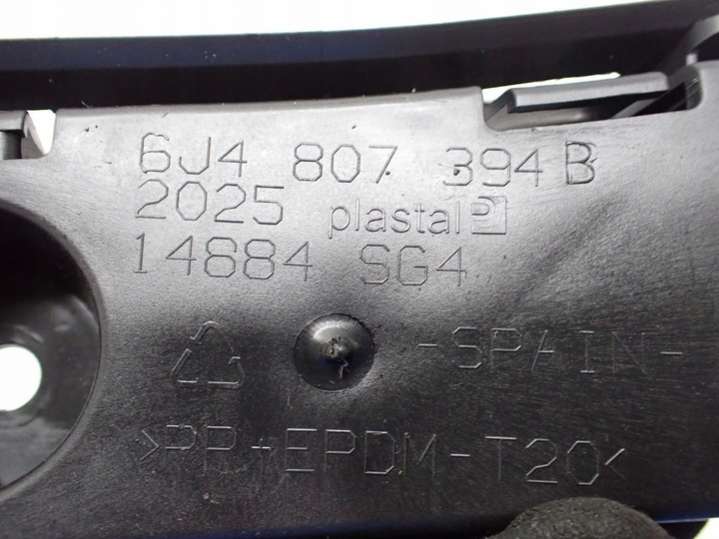 6J4 807 394 B
2025 plastal P
14884 SG4
-SPAIN-
>PP+EPDM-T20<